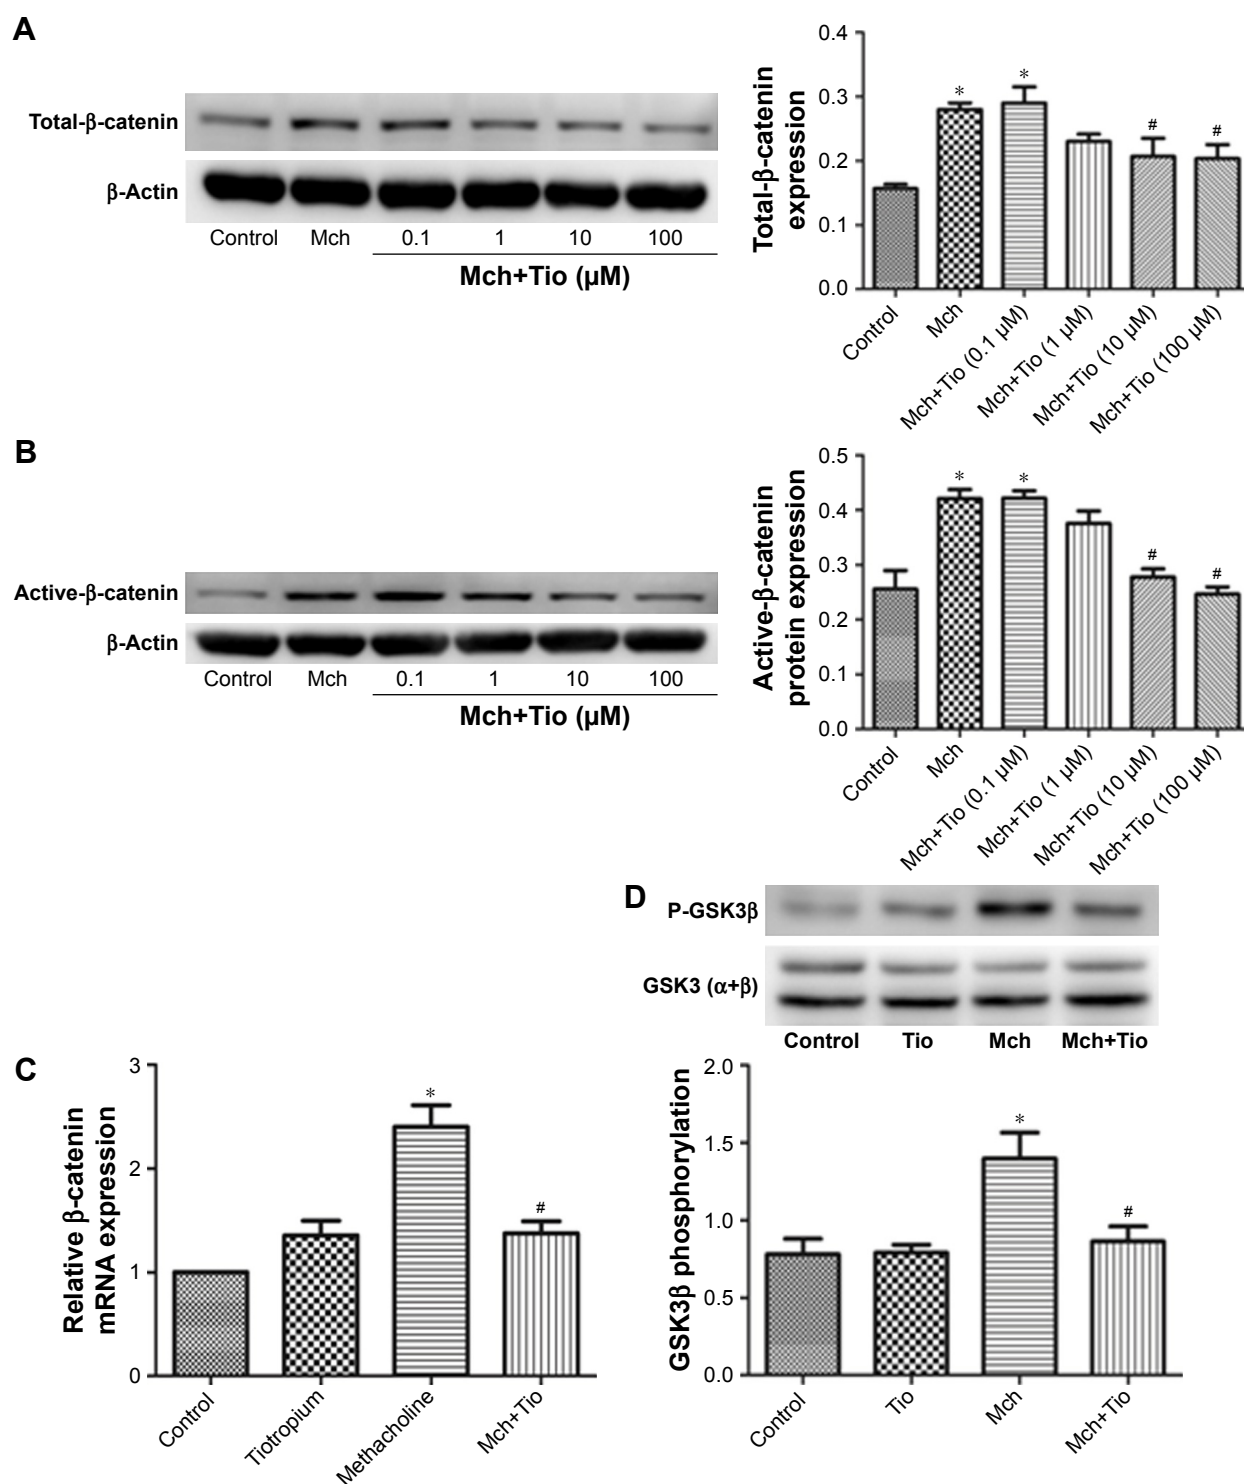 A
Total-β-catenin
β-Actin
Control Mch 0.1 1 10 100
Mch+Tio (µM)
Total-β-catenin
expression
0.4
0.3
0.2
0.1
0.0
* * # #
Control
Mch
Mch+Tio (0.1 µM)
Mch+Tio (1 µM)
Mch+Tio (10 µM)
Mch+Tio (100 µM)
B
Active-β-catenin
β-Actin
Control Mch 0.1 1 10 100
Mch+Tio (µM)
Active-β-catenin
protein expression
0.5
0.4
0.3
0.2
0.1
0.0
* * # #
Control
Mch
Mch+Tio (0.1 µM)
Mch+Tio (1 µM)
Mch+Tio (10 µM)
Mch+Tio (100 µM)
C
Relative β-catenin
mRNA expression
3
2
1
0
* #
Control
Tiotropium
Methacholine
Mch+Tio
D
P-GSK3β
GSK3 (α+β)
Control Tio Mch Mch+Tio
GSK3β phosphorylation
2.0
1.5
1.0
0.5
0.0
* #
Control
Tio
Mch
Mch+Tio